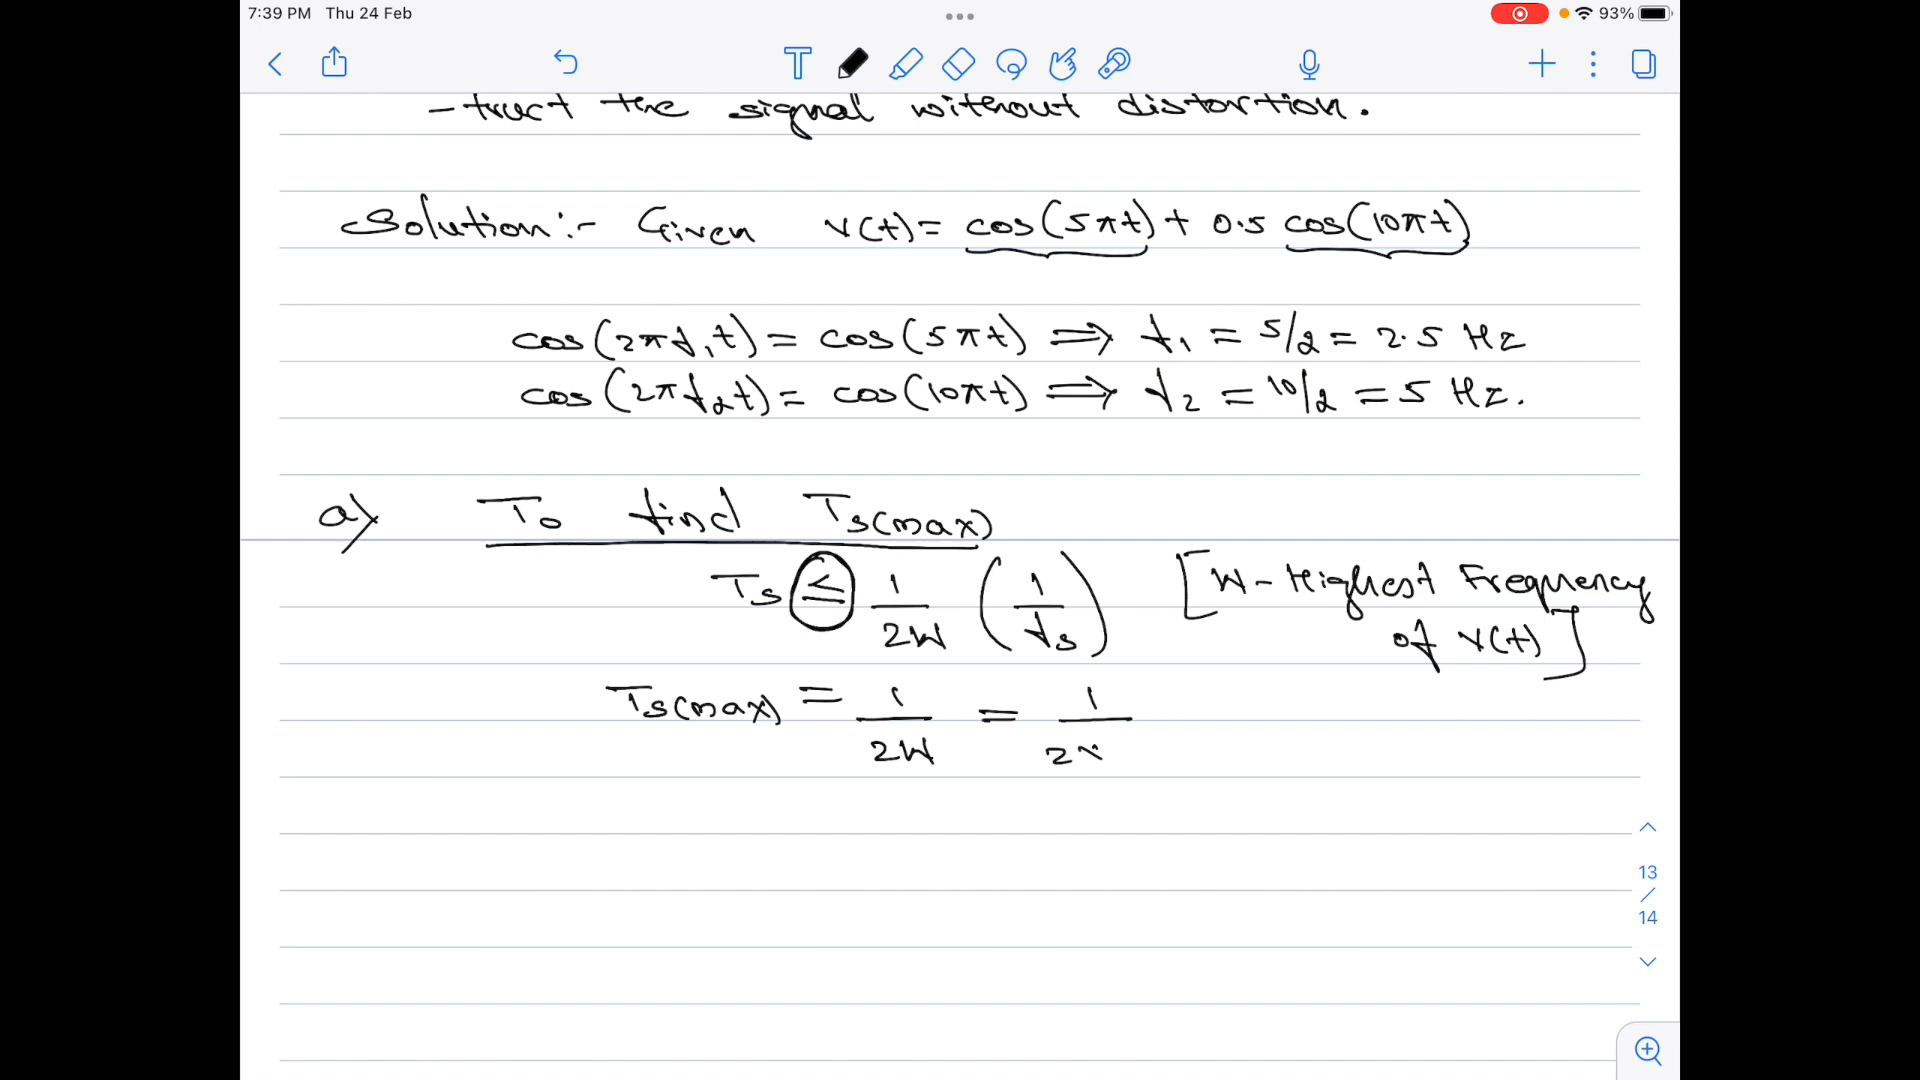 7:39 PM Thu 24 Feb
93%
T
-truct the signal without distortion.
Solution:- Given v(t)= cos(5πt)+ 0.5 cos(10πt)
cos(2πf₁t)= cos(5πt) ⟹ f₁ = 5/2 = 2.5 Hz
cos(2πf₂t)= cos(10πt) ⟹ f₂ = 10/2 = 5 Hz.
a) To find Ts(max)
Ts ≤ 1/2W (1/fs) [W-Highest Frequency
of v(t)]
Ts(max) = 1/2W = 1/2×
13
/
14